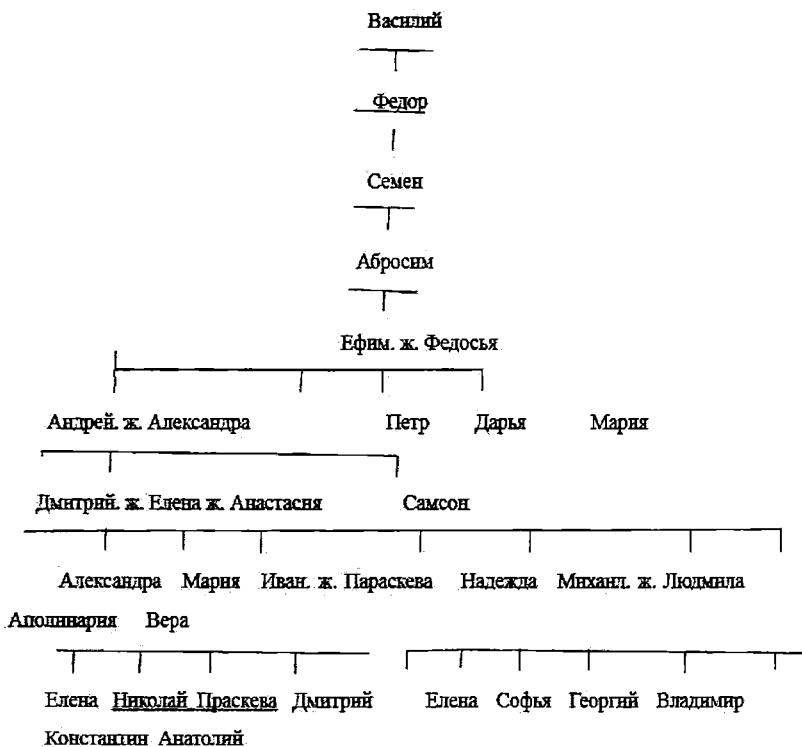 Василий
Федор
Семен
Абросим
Ефим. ж. Федосья
Андрей. ж. Александра Петр Дарья Мария
Дмитрий. ж. Елена ж. Анастасия Самсон
Александра Мария Иван. ж. Параскева Надежда Михаил. ж. Людмила
Аполинария Вера
Елена Николай Праскева Дмитрий Елена Софья Георгий Владимир
Константин Анатолий